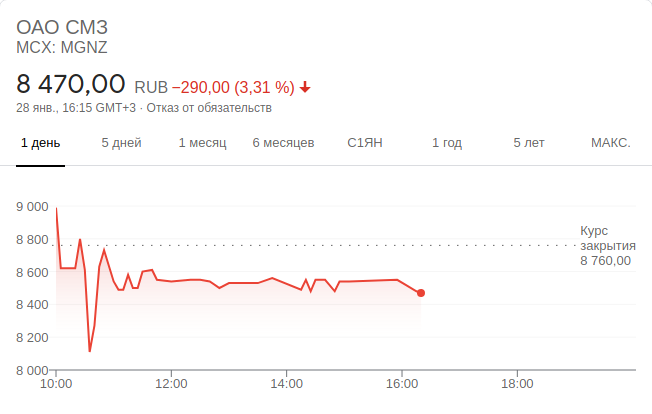 ОАО СМЗ
MCX: MGNZ
8 470,00 RUB −290,00 (3,31 %)
28 янв., 16:15 GMT+3 · Отказ от обязательств
1 день 5 дней 1 месяц 6 месяцев С1ЯН 1 год 5 лет МАКС.
9 000
8 800
8 600
8 400
8 200
8 000
Курс
закрытия
8 760,00
10:00 12:00 14:00 16:00 18:00